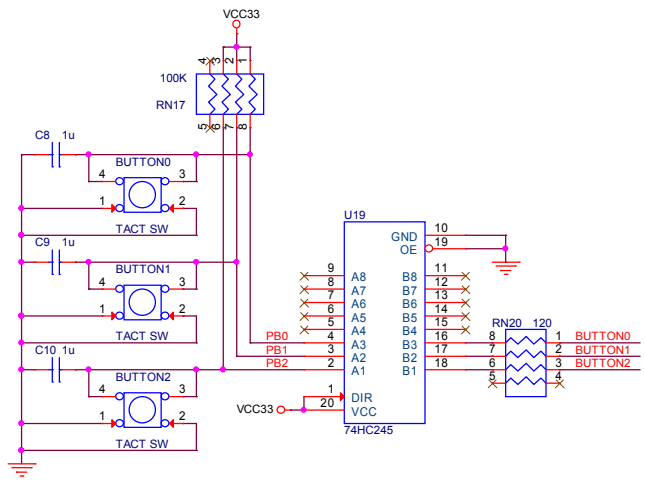 VCC33
4 3 2 1
100K
RN17
5 6 7 8
C8 1u
BUTTON0
4 3
1 2
TACT SW
C9 1u
BUTTON1
4 3
1 2
TACT SW
C10 1u
BUTTON2
4 3
1 2
TACT SW
U19
GND 10
OE 19
9 A8 B8 11
8 A7 B7 12
7 A6 B6 13
6 A5 B5 14
5 A4 B4 15
PB0 4 A3 B3 16
PB1 3 A2 B2 17
PB2 2 A1 B1 18
1 DIR
VCC33 20 VCC
74HC245
RN20 120
8 1 BUTTON0
7 2 BUTTON1
6 3 BUTTON2
5 4